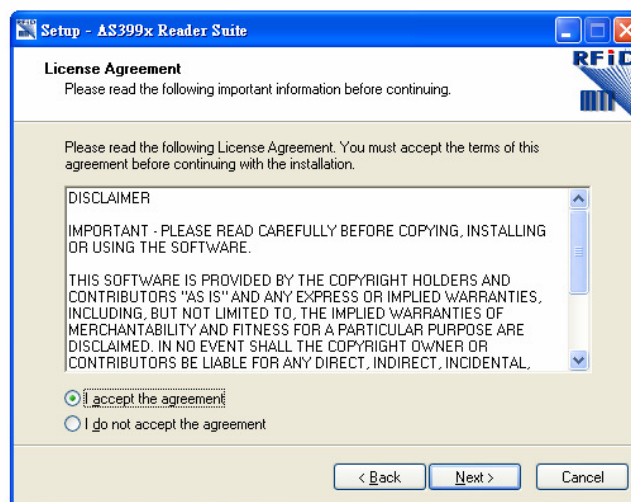 Setup - AS399x Reader Suite
RFiD
License Agreement
Please read the following important information before continuing.
MTI
Please read the following License Agreement. You must accept the terms of this
agreement before continuing with the installation.
DISCLAIMER
IMPORTANT - PLEASE READ CAREFULLY BEFORE COPYING, INSTALLING
OR USING THE SOFTWARE.
THIS SOFTWARE IS PROVIDED BY THE COPYRIGHT HOLDERS AND
CONTRIBUTORS "AS IS" AND ANY EXPRESS OR IMPLIED WARRANTIES,
INCLUDING, BUT NOT LIMITED TO, THE IMPLIED WARRANTIES OF
MERCHANTABILITY AND FITNESS FOR A PARTICULAR PURPOSE ARE
DISCLAIMED. IN NO EVENT SHALL THE COPYRIGHT OWNER OR
CONTRIBUTORS BE LIABLE FOR ANY DIRECT, INDIRECT, INCIDENTAL,
I accept the agreement
I do not accept the agreement
< Back
Next >
Cancel